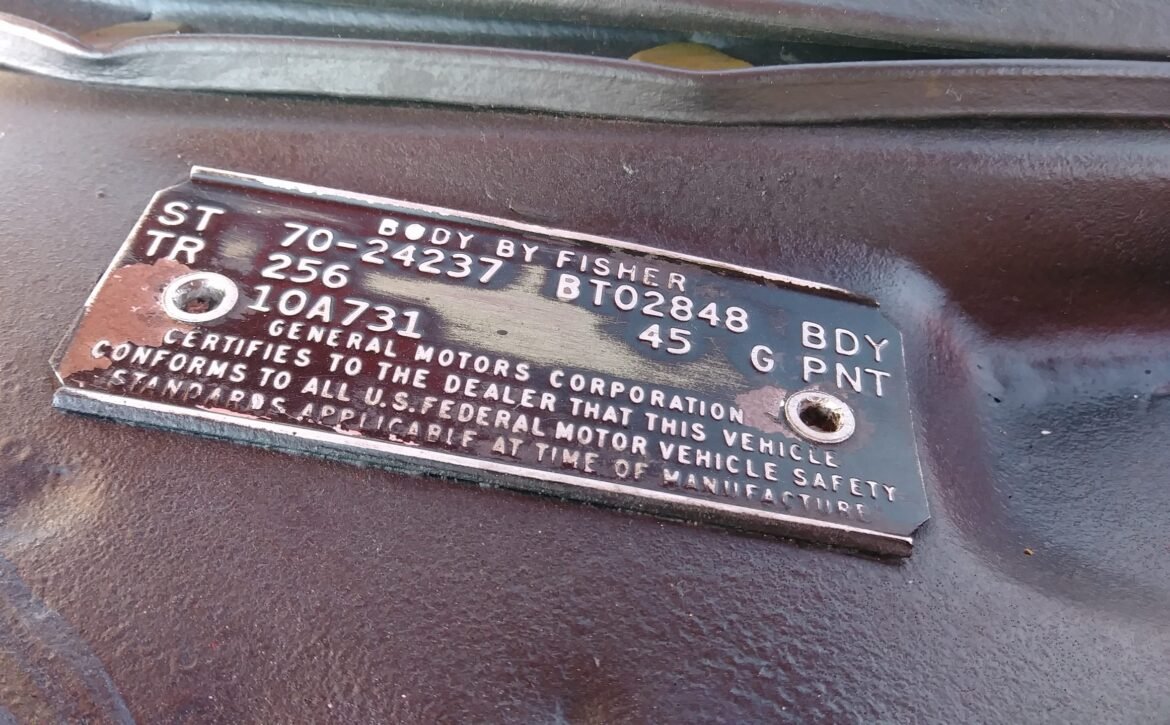 BODY BY FISHER
ST 70-24237 BT02848 BDY
TR 256 45 G PNT
10A731
GENERAL MOTORS CORPORATION
CERTIFIES TO THE DEALER THAT THIS VEHICLE
CONFORMS TO ALL U.S. FEDERAL MOTOR VEHICLE SAFETY
STANDARDS APPLICABLE AT TIME OF MANUFACTURE